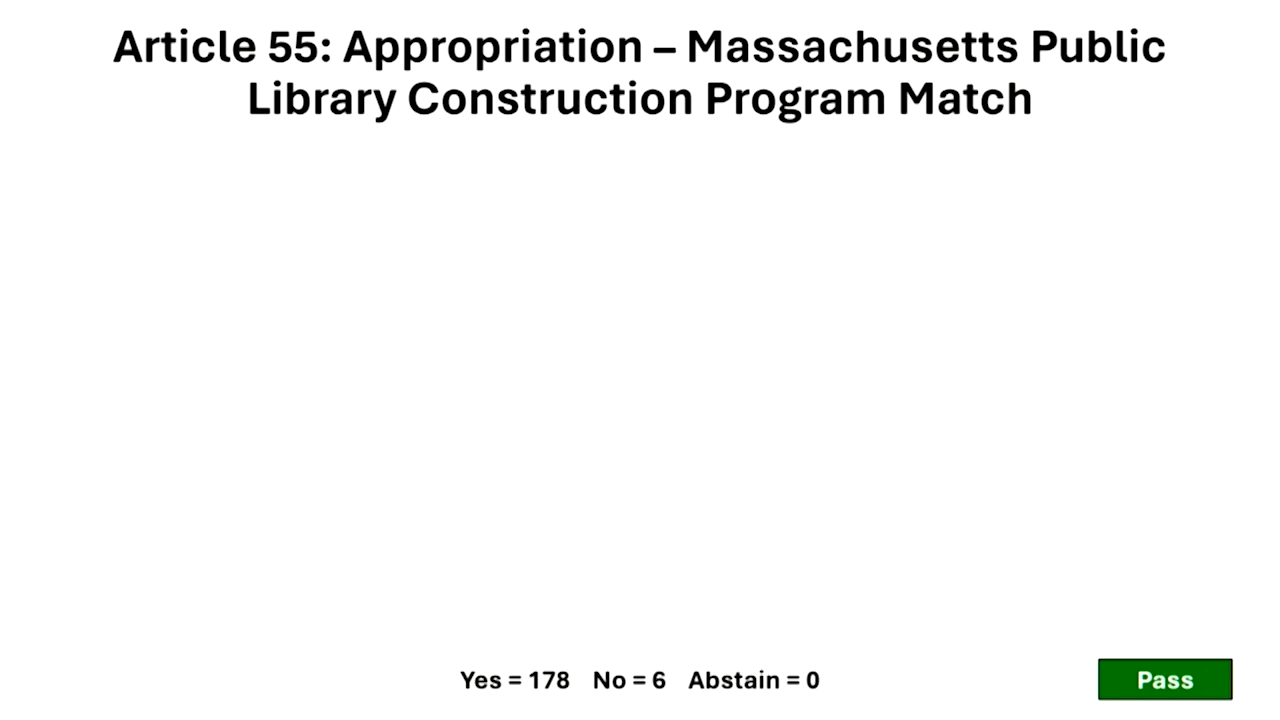 Article 55: Appropriation – Massachusetts Public
Library Construction Program Match
Yes = 178 No = 6 Abstain = 0
Pass